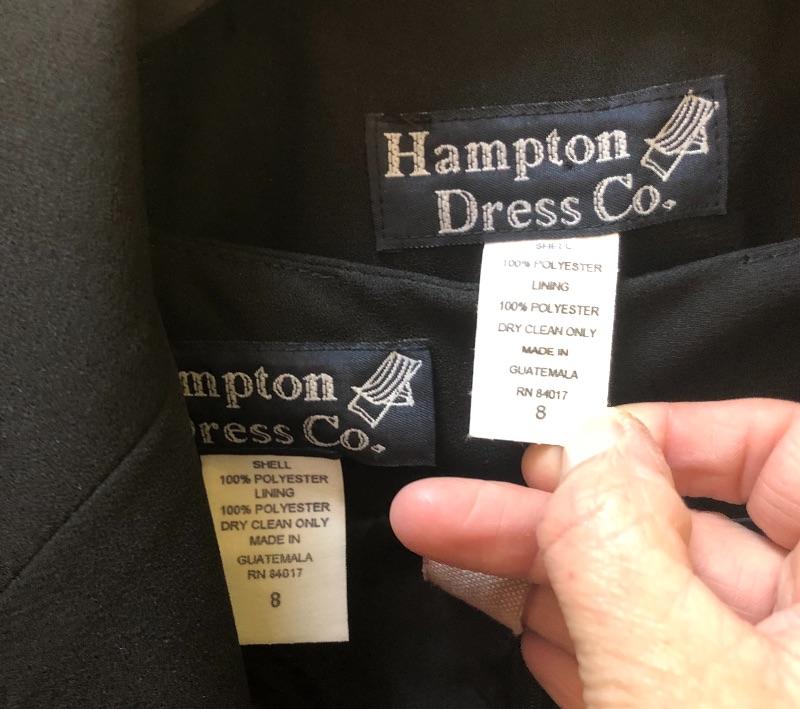 Hampton
Dress Co.
SHELL
100% POLYESTER
LINING
100% POLYESTER
DRY CLEAN ONLY
MADE IN
GUATEMALA
RN 84017
8
mpton
ress Co.
SHELL
100% POLYESTER
LINING
100% POLYESTER
DRY CLEAN ONLY
MADE IN
GUATEMALA
RN 84017
8